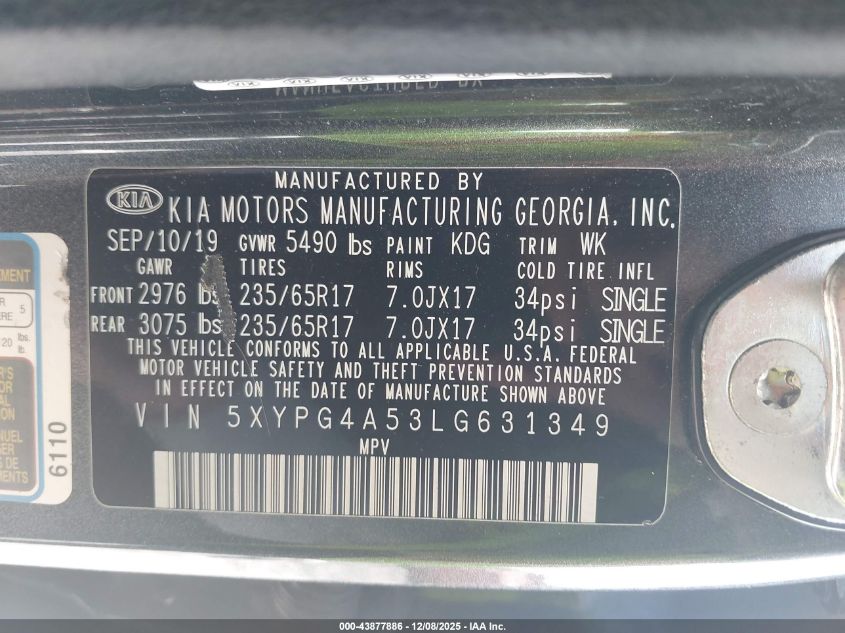 MANUFACTURED BY
KIA KIA MOTORS MANUFACTURING GEORGIA, INC.
SEP/10/19 GVWR 5490 lbs PAINT KDG TRIM WK
GAWR TIRES RIMS COLD TIRE INFL
FRONT 2976 lbs 235/65R17 7.0JX17 34psi SINGLE
REAR 3075 lbs 235/65R17 7.0JX17 34psi SINGLE
THIS VEHICLE CONFORMS TO ALL APPLICABLE U.S.A. FEDERAL
MOTOR VEHICLE SAFETY AND THEFT PREVENTION STANDARDS
IN EFFECT ON THE DATE OF MANUFACTURE SHOWN ABOVE
VIN 5XYPG4A53LG631349
MPV
5
lbs.
lb.
6110
000-43877886 - 12/08/2025 - IAA Inc.